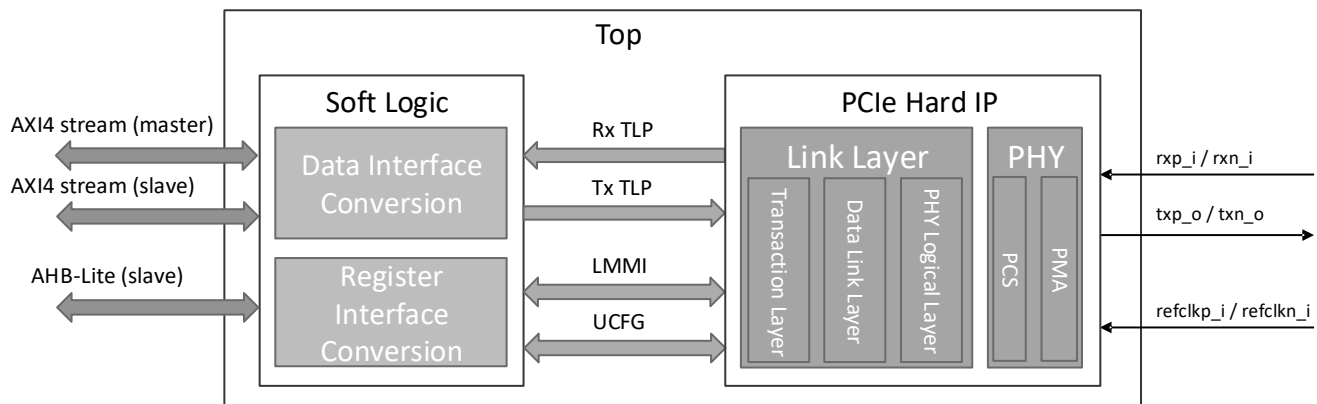 Top
Soft Logic
PCIe Hard IP
AXI4 stream (master)
AXI4 stream (slave)
AHB-Lite (slave)
Data Interface
Conversion
Register
Interface
Conversion
Rx TLP
Tx TLP
LMMI
UCFG
Link Layer
Transaction Layer
Data Link Layer
PHY Logical Layer
PHY
PCS
PMA
rxp_i / rxn_i
txp_o / txn_o
refclkp_i / refclkn_i